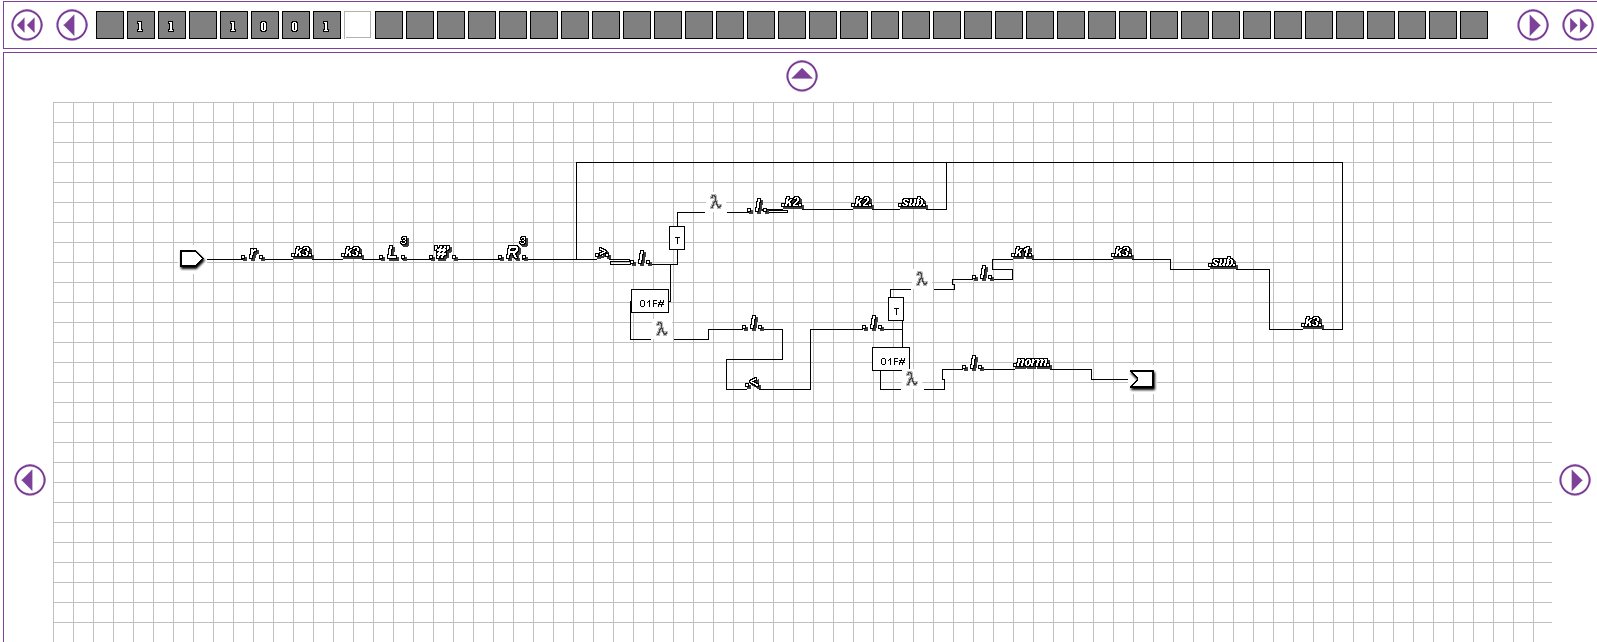 1 1 1 0 0 1
λ .l. .k2. .k2. .sub.
.r. .k3. .k3. .L.³ .'#'. .R.³ .>. .l. T
.k1. .k3. .sub.
λ .l.
01F# T
λ .l. .l. .k3.
01F#
.<. λ .l. .norm.